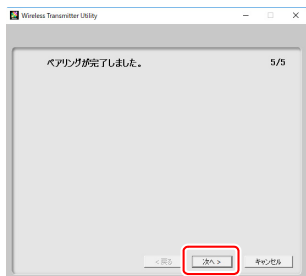 Wireless Transmitter Utility
ペアリングが完了しました。 5/5
< 戻る 次へ > キャンセル